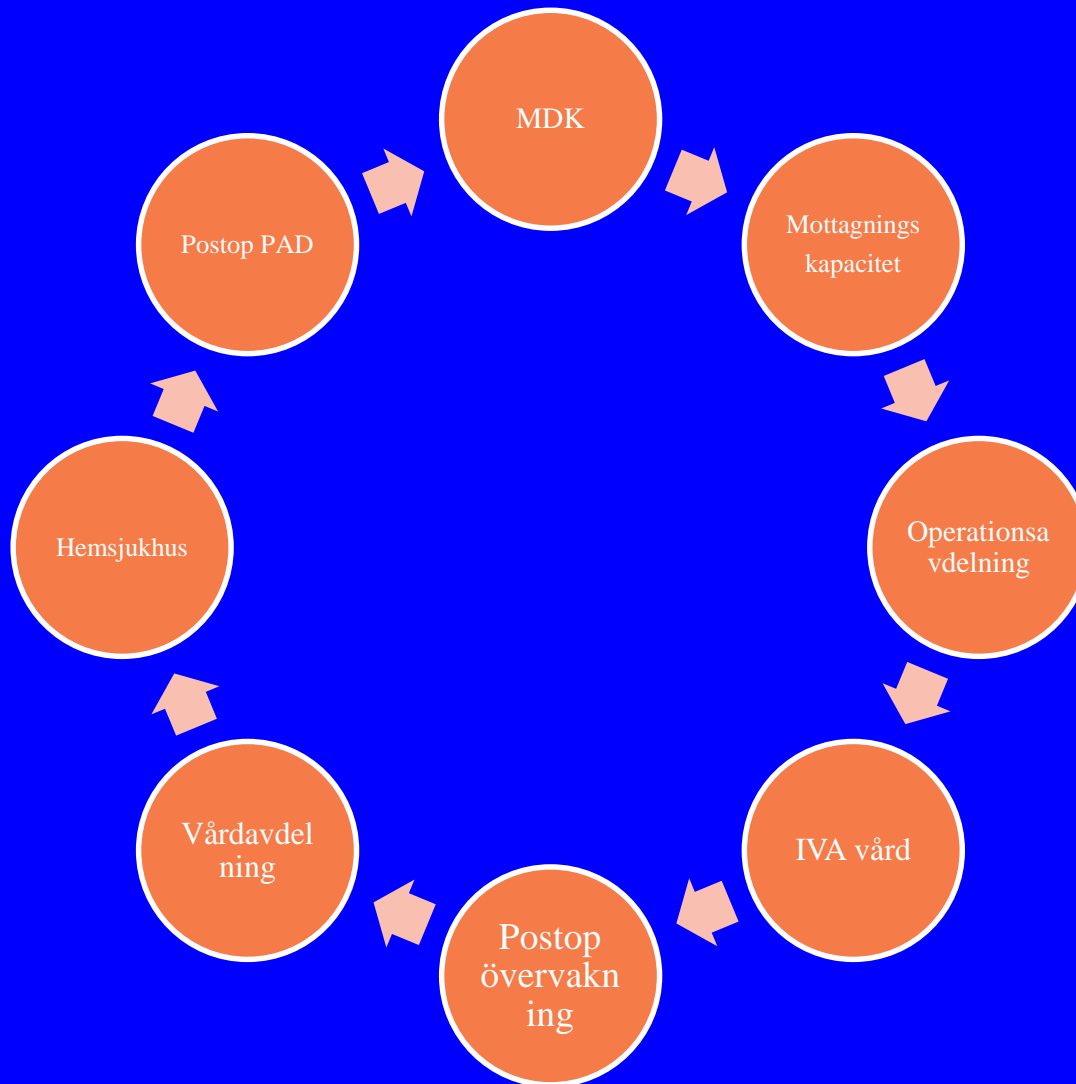 MDK
Mottagnings
kapacitet
Operationsa
vdelning
IVA vård
Postop
övervakn
ing
Vårdavdel
ning
Hemsjukhus
Postop PAD